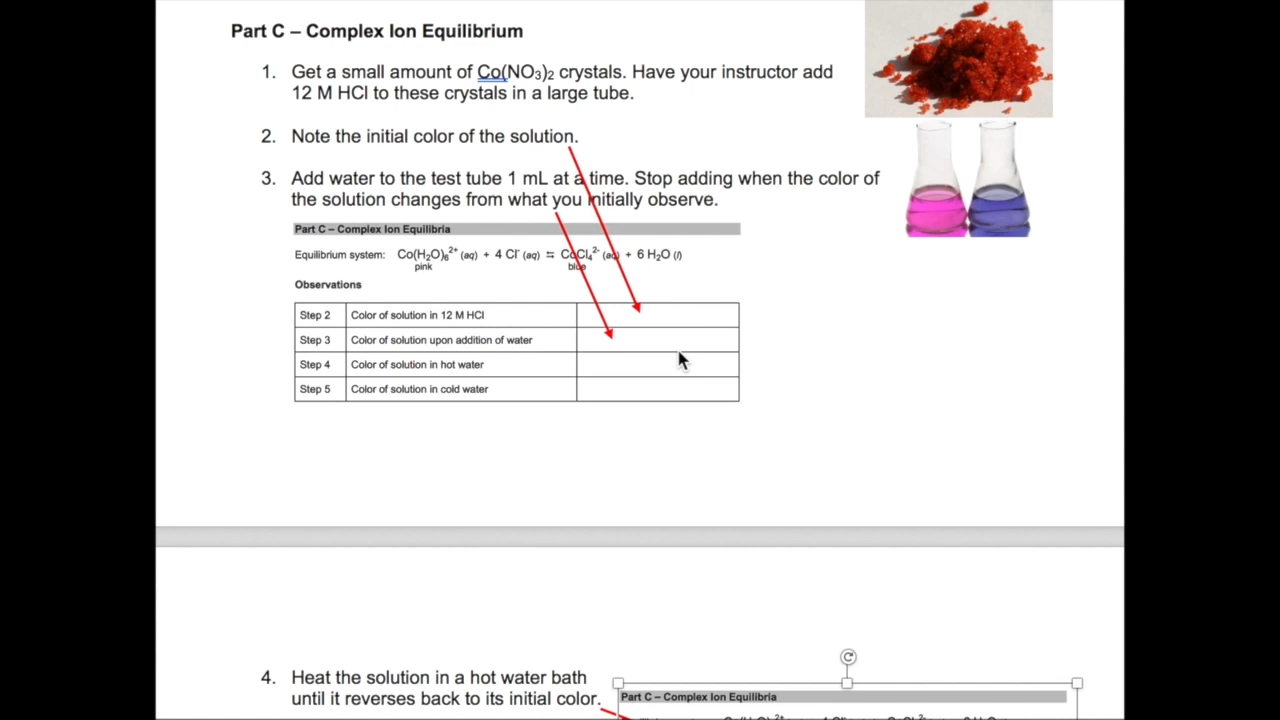 Part C – Complex Ion Equilibrium
1. Get a small amount of Co(NO₃)₂ crystals. Have your instructor add
12 M HCl to these crystals in a large tube.
2. Note the initial color of the solution.
3. Add water to the test tube 1 mL at a time. Stop adding when the color of
the solution changes from what you initially observe.
Part C – Complex Ion Equilibria
Equilibrium system: Co(H₂O)₆²⁺ (aq) + 4 Cl⁻ (aq) ⇆ CoCl₄²⁻ (aq) + 6 H₂O (l)
pink blue
Observations
Step 2 Color of solution in 12 M HCl
Step 3 Color of solution upon addition of water
Step 4 Color of solution in hot water
Step 5 Color of solution in cold water
4. Heat the solution in a hot water bath
until it reverses back to its initial color.
Part C – Complex Ion Equilibria